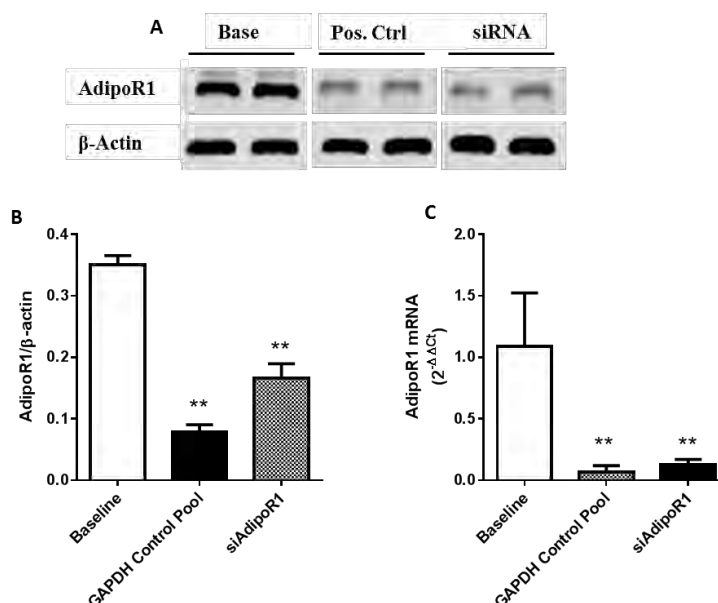 A
Base
Pos. Ctrl
siRNA
AdipoR1
β-Actin
B
AdipoR1/β-actin
0.4
0.3
0.2
0.1
0.0
**
**
Baseline
GAPDH Control Pool
siAdipoR1
C
AdipoR1 mRNA
(2-ΔΔCt)
2.0
1.5
1.0
0.5
0.0
**
**
Baseline
GAPDH Control Pool
siAdipoR1